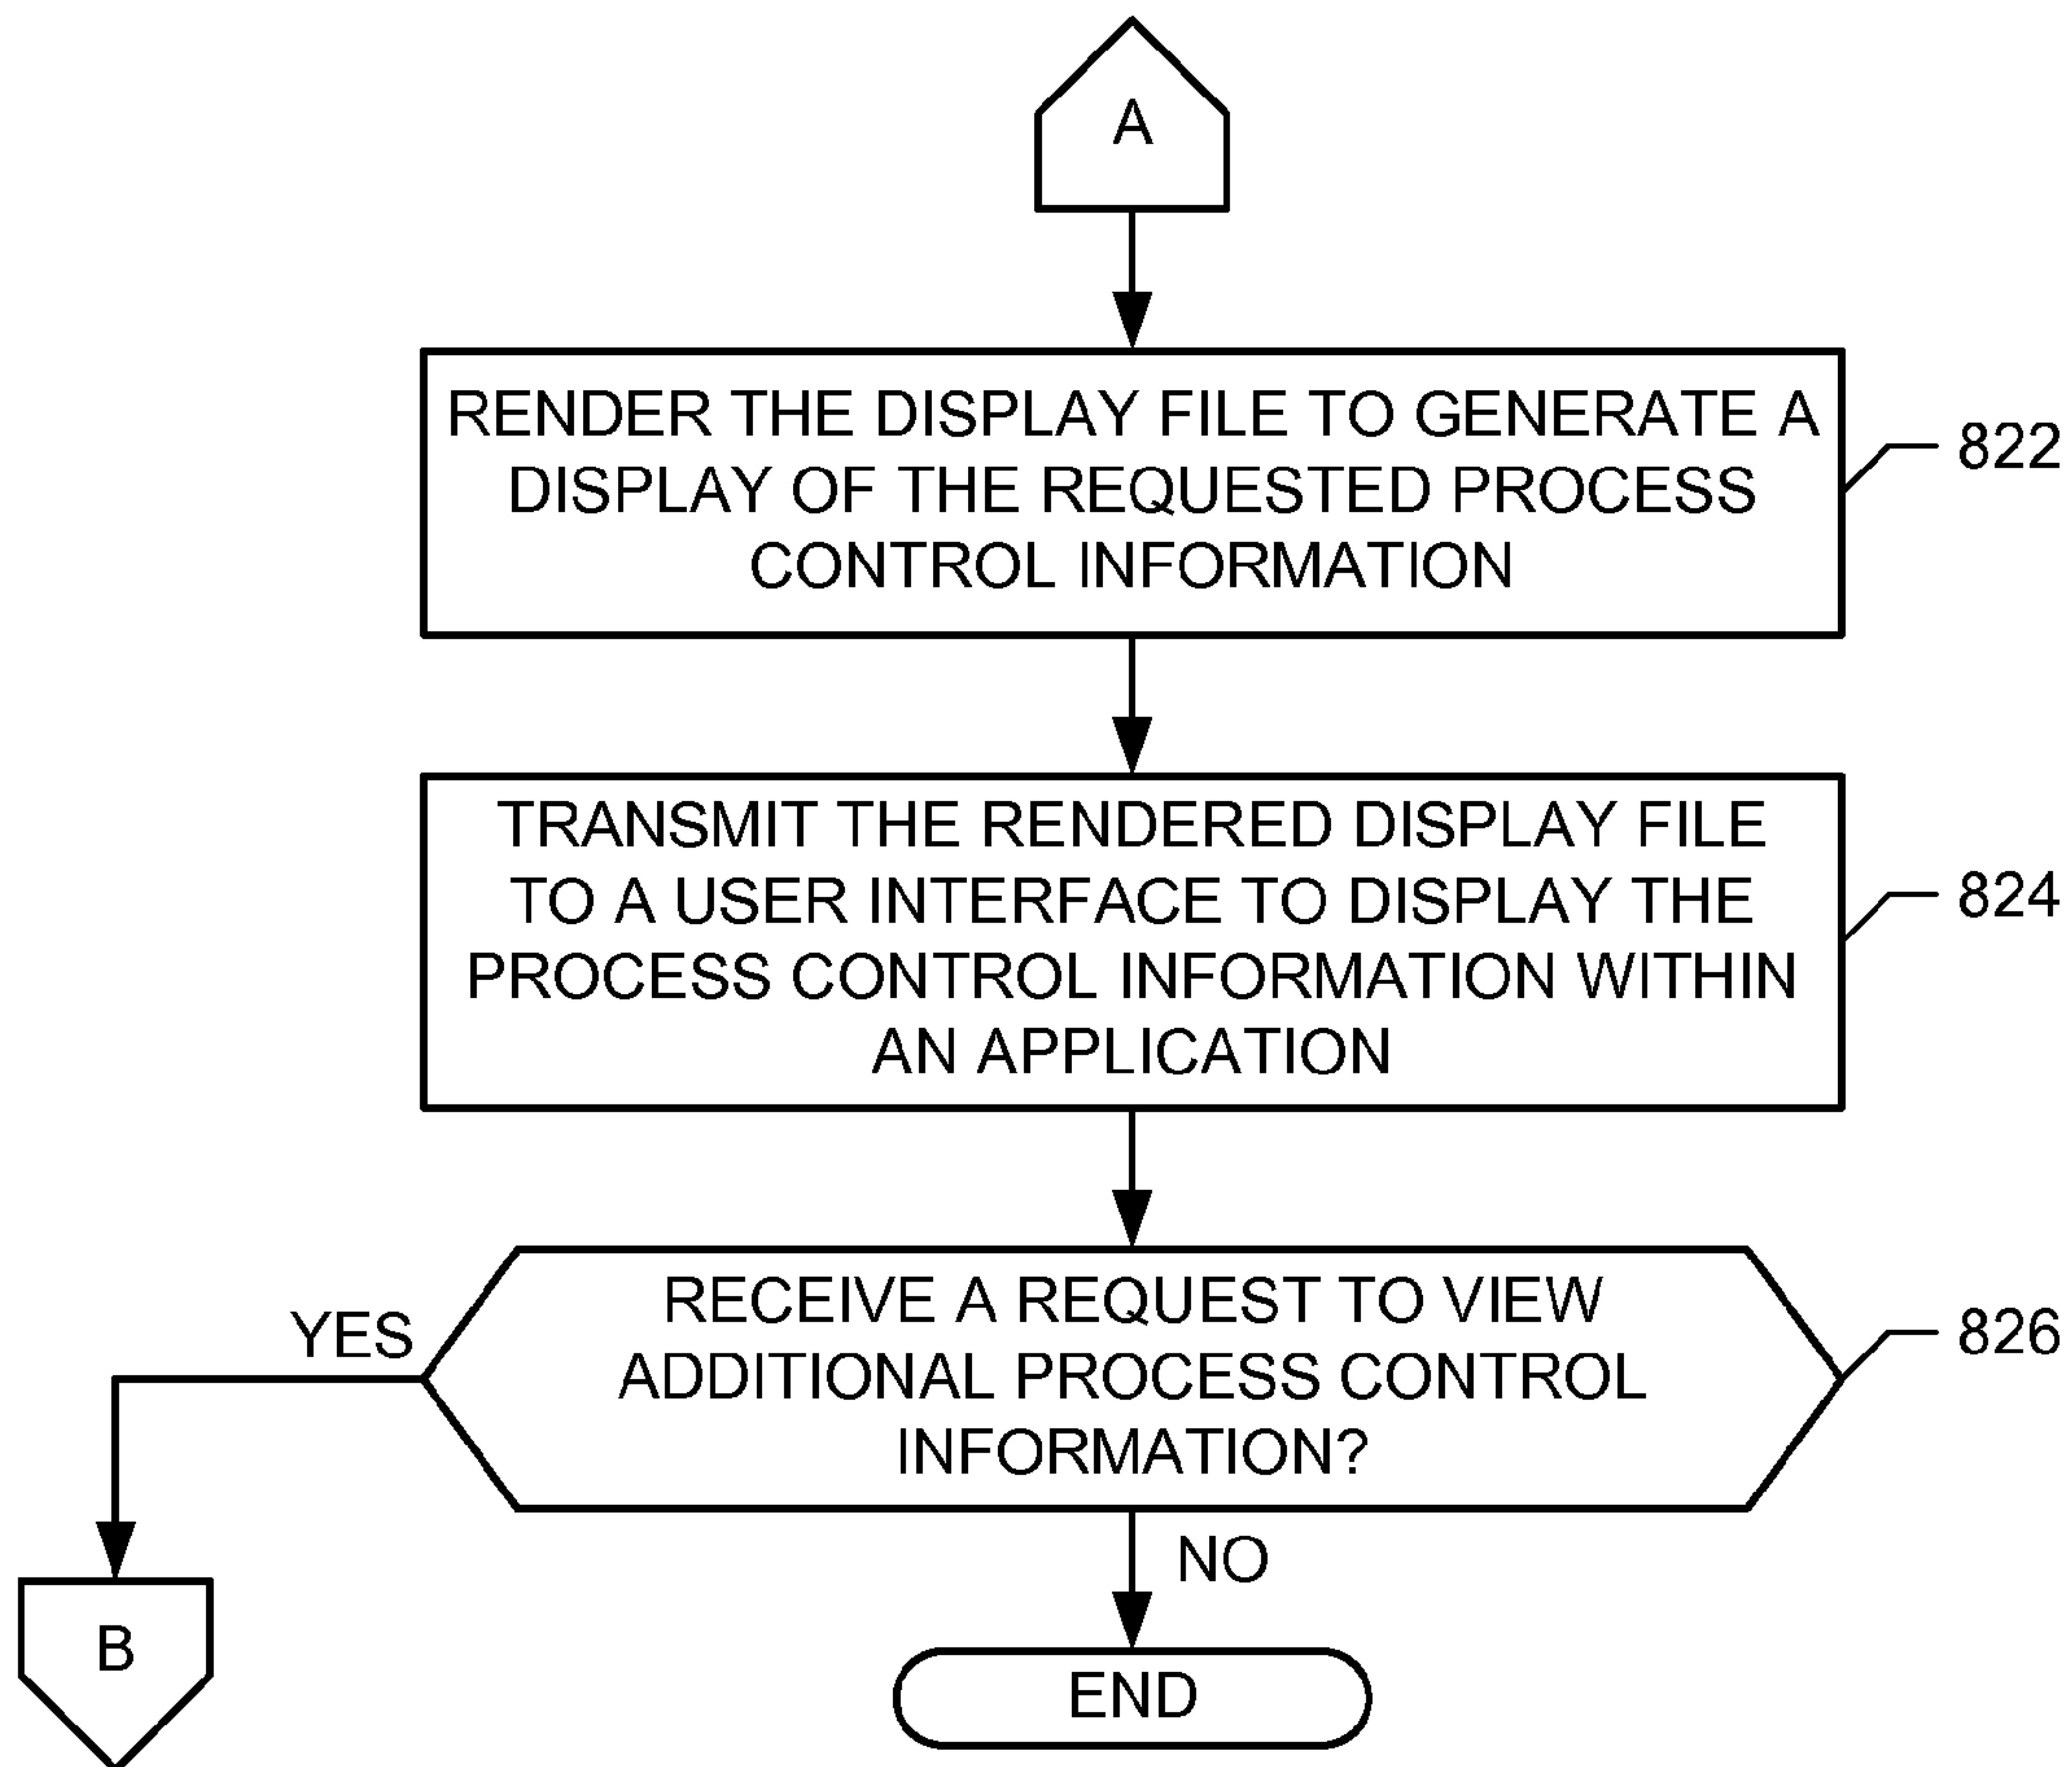 A
RENDER THE DISPLAY FILE TO GENERATE A
DISPLAY OF THE REQUESTED PROCESS
CONTROL INFORMATION
822
TRANSMIT THE RENDERED DISPLAY FILE
TO A USER INTERFACE TO DISPLAY THE
PROCESS CONTROL INFORMATION WITHIN
AN APPLICATION
824
RECEIVE A REQUEST TO VIEW
ADDITIONAL PROCESS CONTROL
INFORMATION?
826
YES
NO
B
END